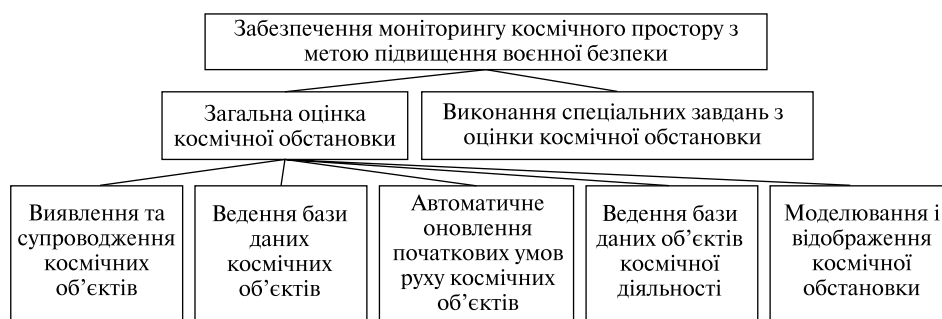 Забезпечення моніторингу космічного простору з
метою підвищення воєнної безпеки
Загальна оцінка
космічної обстановки
Виконання спеціальних завдань з
оцінки космічної обстановки
Виявлення та
супроводження
космічних
об’єктів
Ведення бази
даних
космічних
об’єктів
Автоматичне
оновлення
початкових умов
руху космічних
об’єктів
Ведення бази
даних об’єктів
космічної
діяльності
Моделювання і
відображення
космічної
обстановки